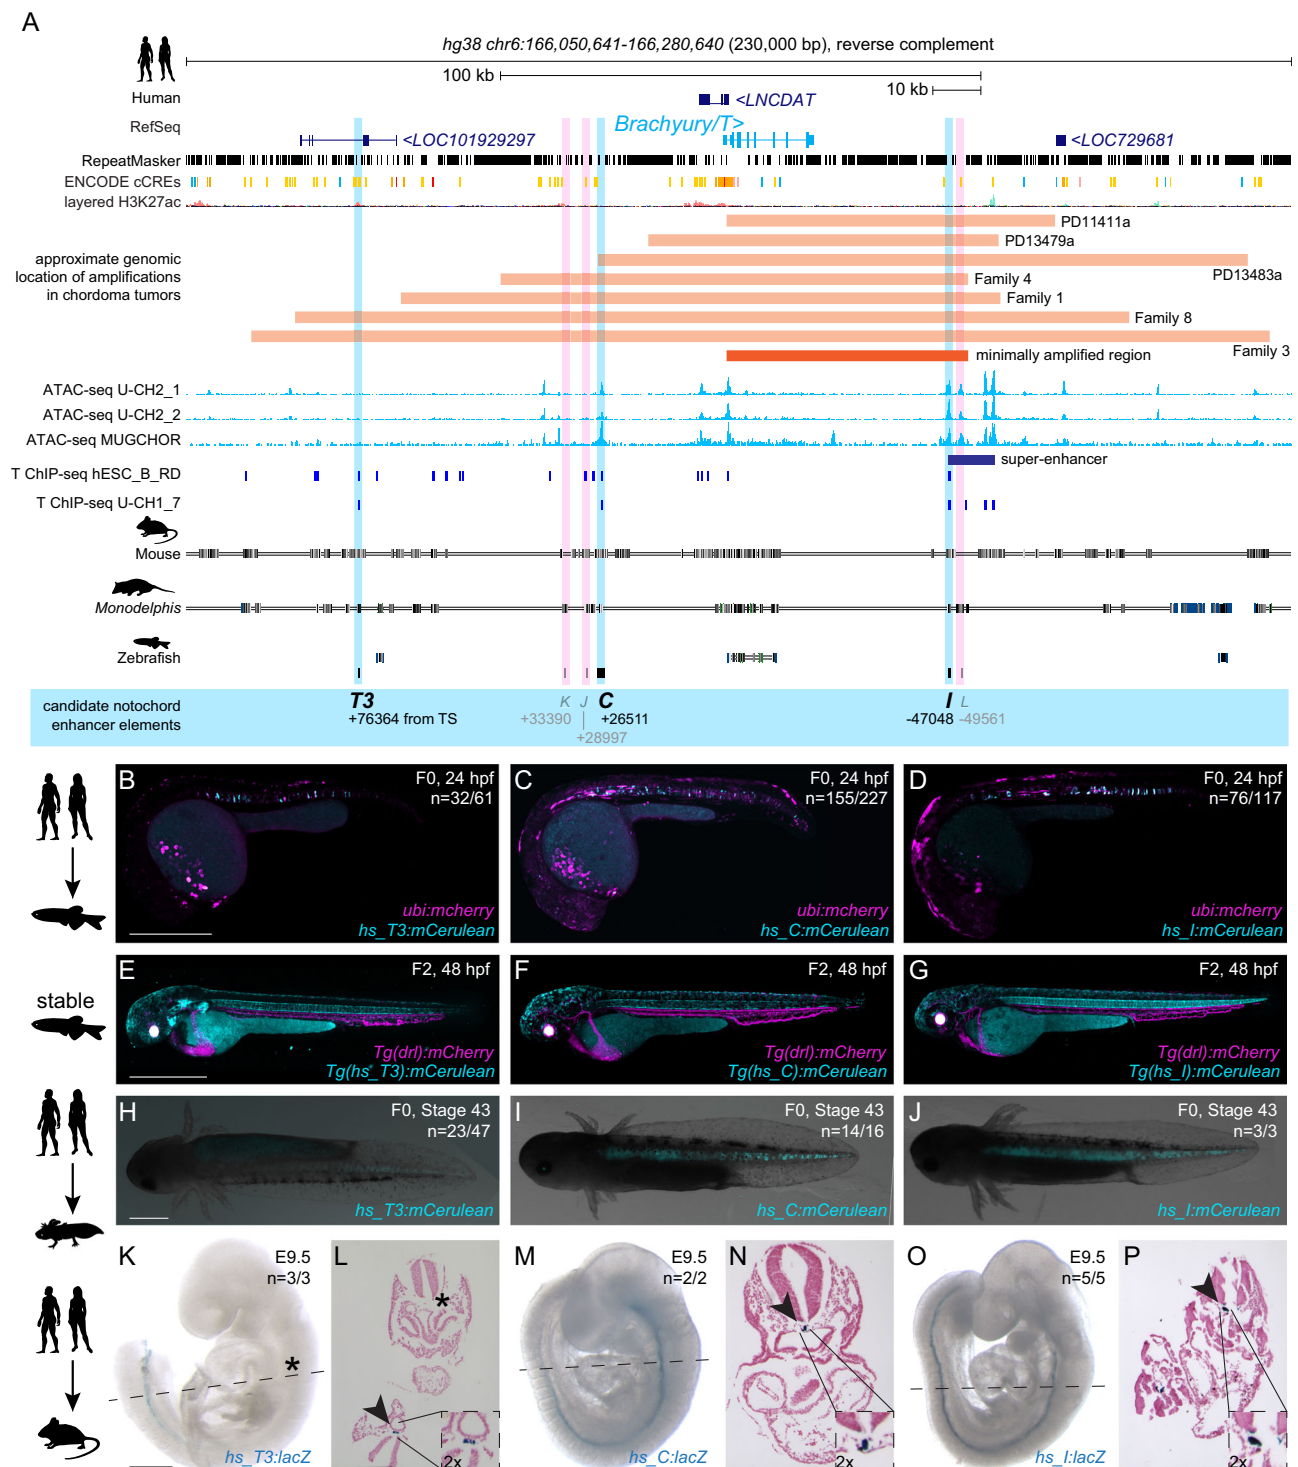 A
hg38 chr6:166,050,641-166,280,640 (230,000 bp), reverse complement
100 kb
10 kb
Human
<LNCDAT
RefSeq
Brachyury/T>
<LOC101929297
<LOC729681
RepeatMasker
ENCODE cCREs
layered H3K27ac
approximate genomic
location of amplifications
in chordoma tumors
PD11411a
PD13479a
PD13483a
Family 4
Family 1
Family 8
Family 3
minimally amplified region
ATAC-seq U-CH2_1
ATAC-seq U-CH2_2
ATAC-seq MUGCHOR
super-enhancer
T ChIP-seq hESC_B_RD
T ChIP-seq U-CH1_7
Mouse
Monodelphis
Zebrafish
candidate notochord
enhancer elements
T3
+76364 from TS
K
+33390
J
+28997
C
+26511
I
-47048
L
-49561
B
F0, 24 hpf
n=32/61
ubi:mcherry
hs_T3:mCerulean
C
F0, 24 hpf
n=155/227
ubi:mcherry
hs_C:mCerulean
D
F0, 24 hpf
n=76/117
ubi:mcherry
hs_I:mCerulean
stable
E
F2, 48 hpf
Tg(drl):mCherry
Tg(hs_T3):mCerulean
F
F2, 48 hpf
Tg(drl):mCherry
Tg(hs_C):mCerulean
G
F2, 48 hpf
Tg(drl):mCherry
Tg(hs_I):mCerulean
H
F0, Stage 43
n=23/47
hs_T3:mCerulean
I
F0, Stage 43
n=14/16
hs_C:mCerulean
J
F0, Stage 43
n=3/3
hs_I:mCerulean
K
E9.5
n=3/3
*
hs_T3:lacZ
L
*
2x
M
E9.5
n=2/2
hs_C:lacZ
N
2x
O
E9.5
n=5/5
hs_I:lacZ
P
2x